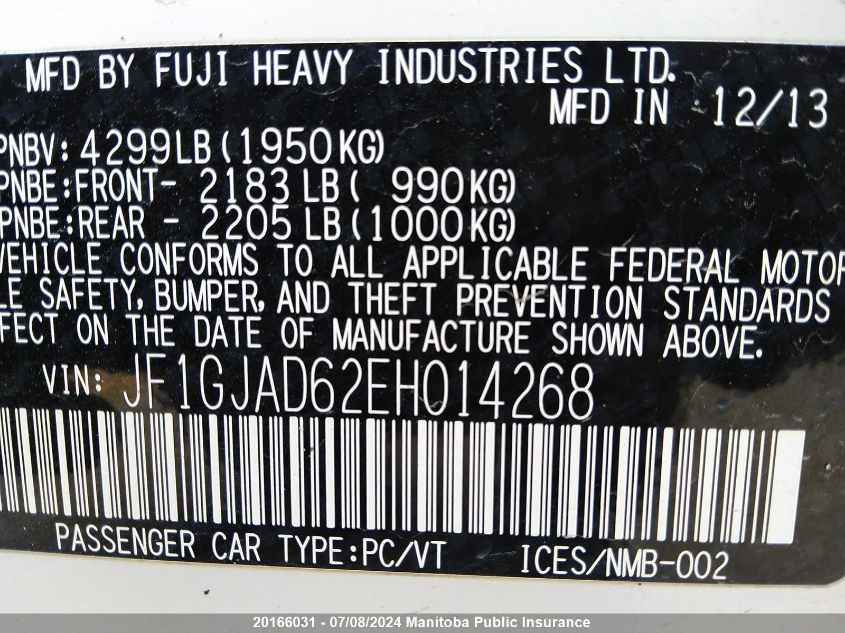 MFD BY FUJI HEAVY INDUSTRIES LTD.
MFD IN 12/13
PNBV: 4299LB (1950KG)
PNBE:FRONT- 2183 LB ( 990KG)
PNBE:REAR - 2205 LB (1000KG)
VEHICLE CONFORMS TO ALL APPLICABLE FEDERAL MOTOR
LE SAFETY, BUMPER, AND THEFT PREVENTION STANDARDS
FFECT ON THE DATE OF MANUFACTURE SHOWN ABOVE.
VIN: JF1GJAD62EH014268
PASSENGER CAR TYPE:PC/VT ICES/NMB-002
20166031 - 07/08/2024 Manitoba Public Insurance